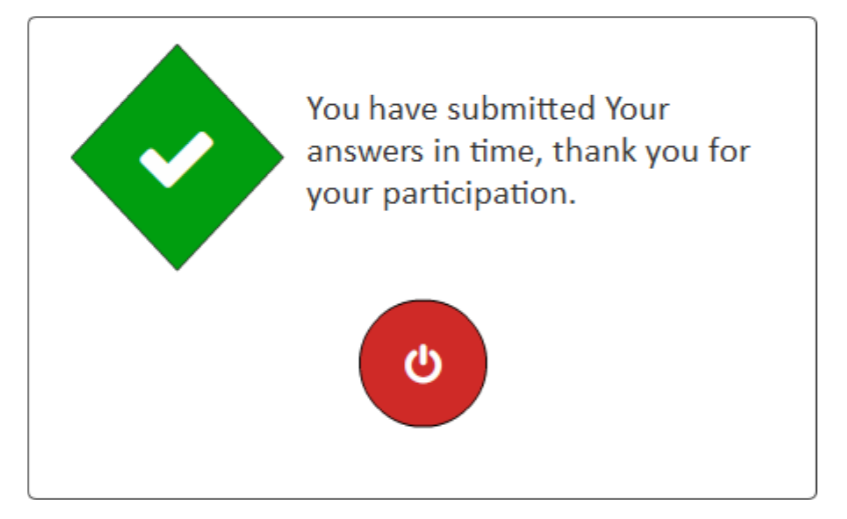 You have submitted Your
answers in time, thank you for
your participation.